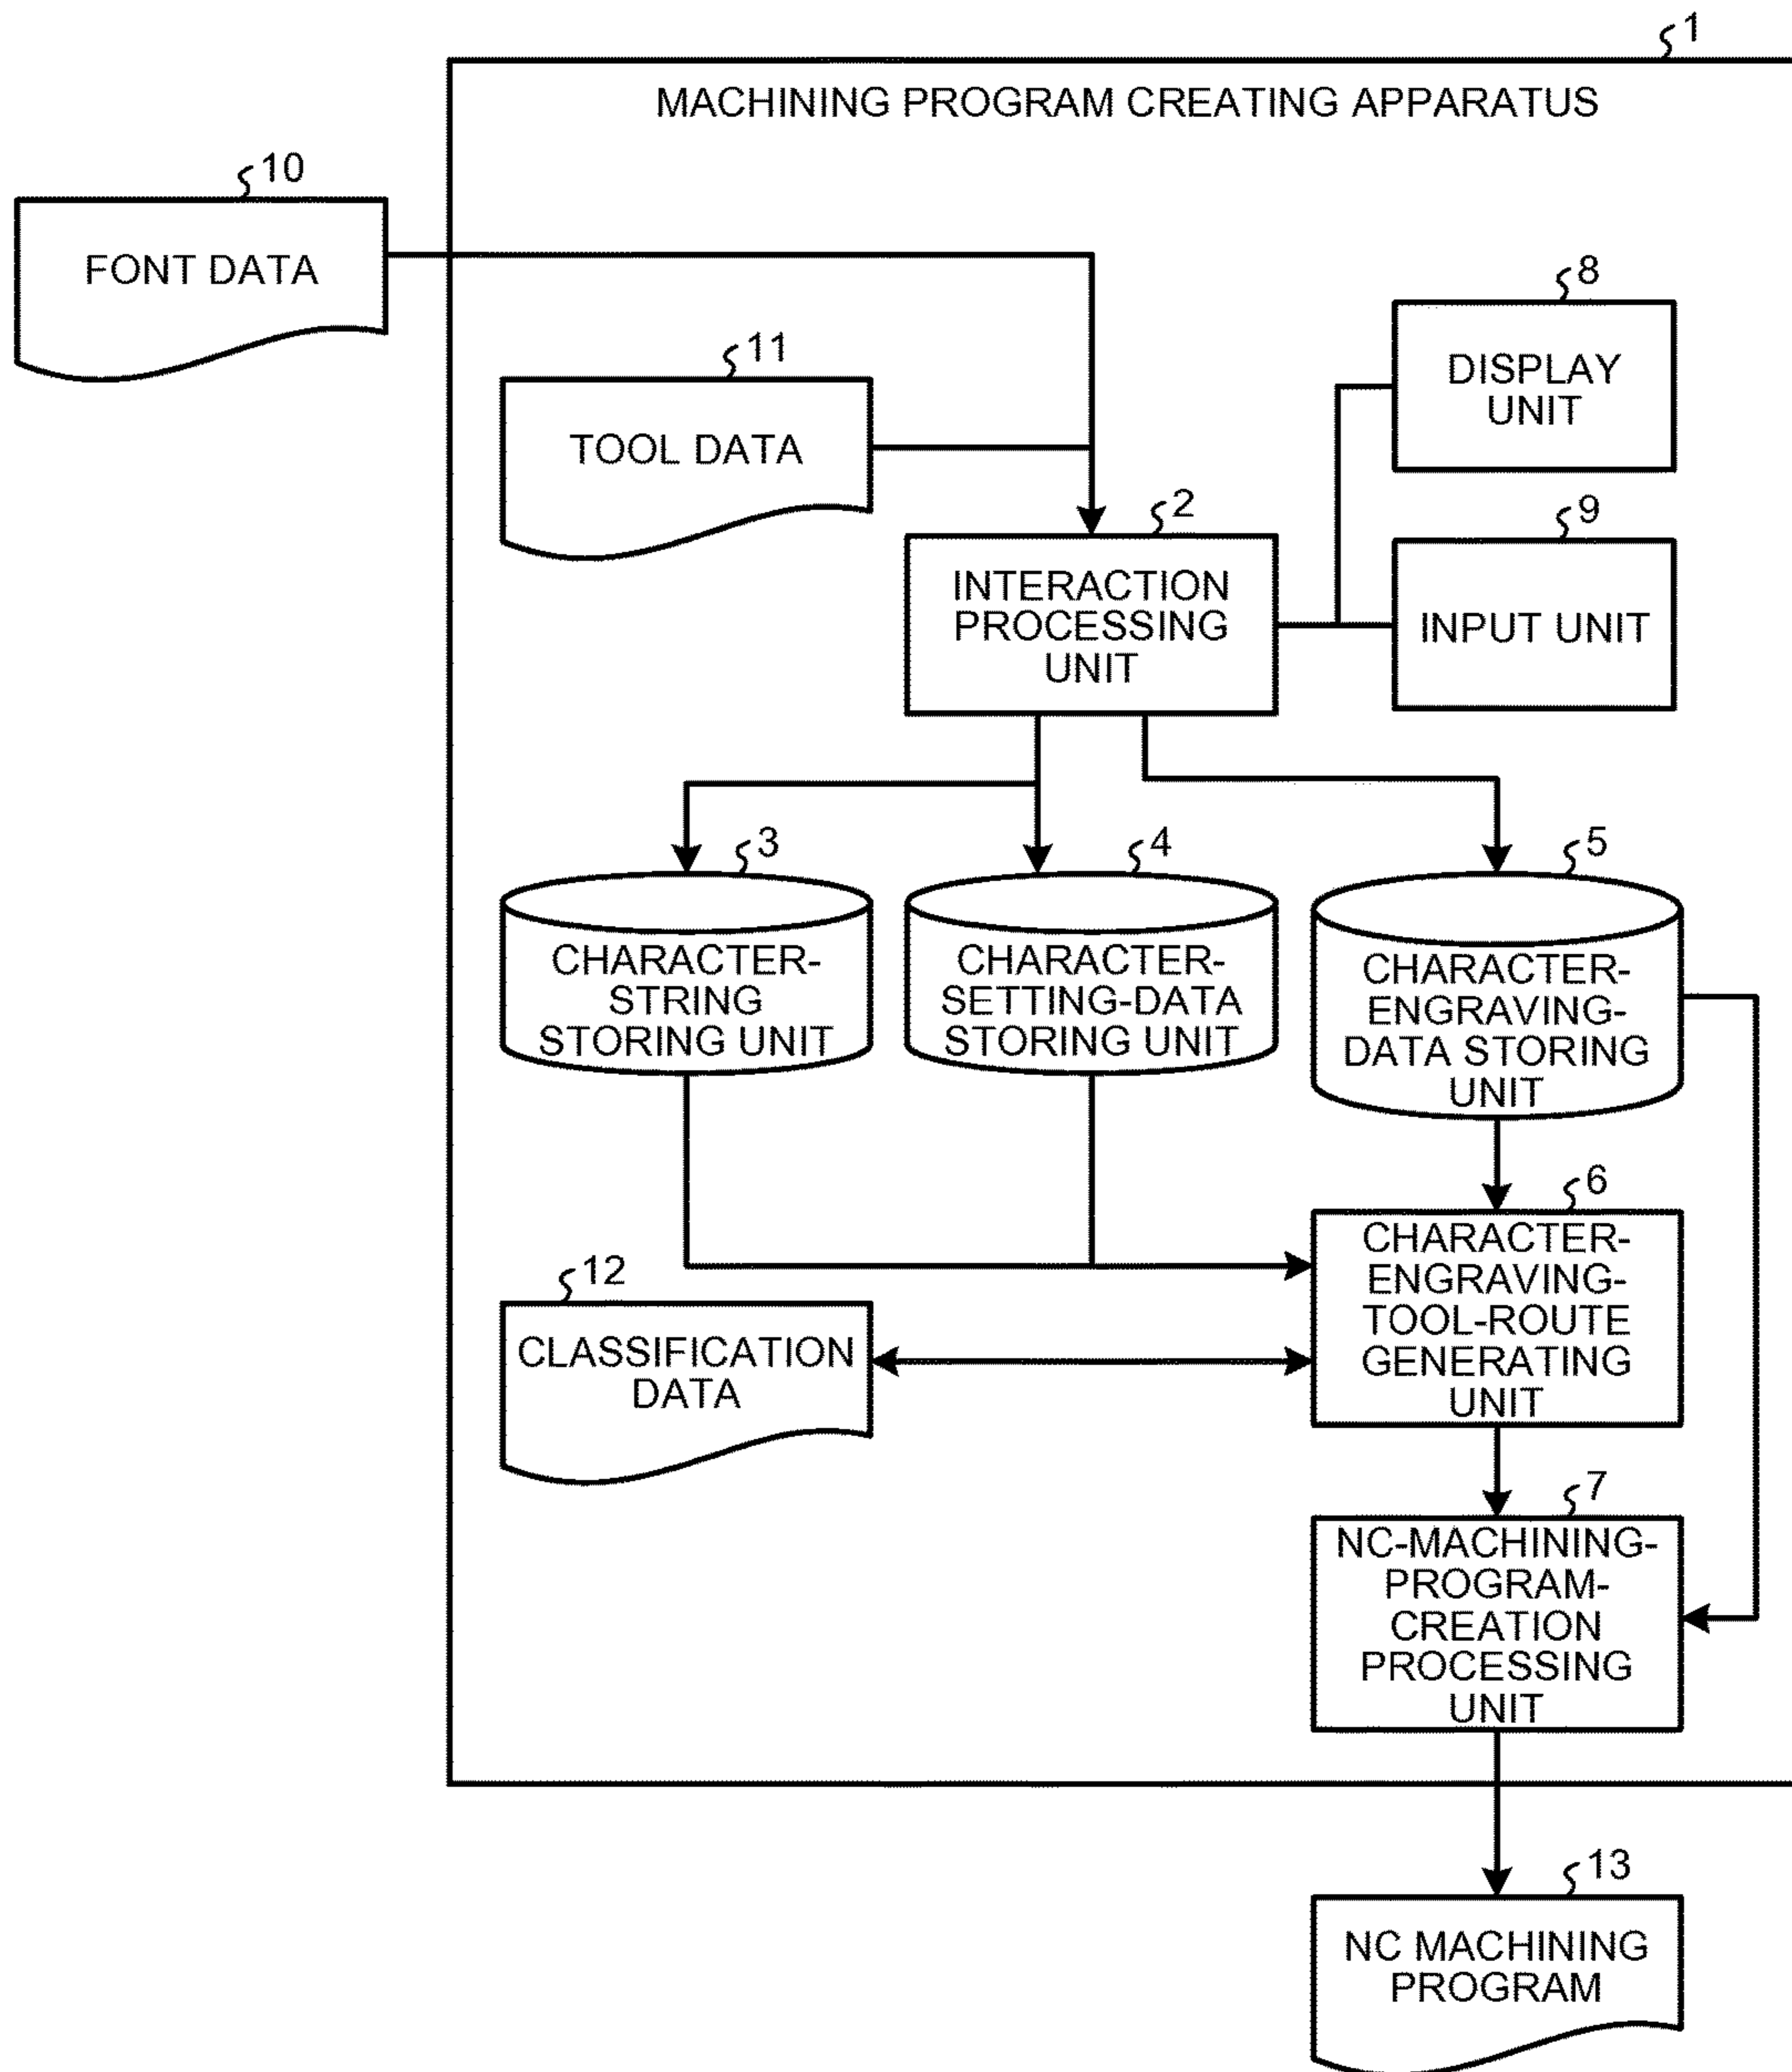 1
MACHINING PROGRAM CREATING APPARATUS
10
FONT DATA
8
DISPLAY
UNIT
11
TOOL DATA
2
INTERACTION
PROCESSING
UNIT
9
INPUT UNIT
3
CHARACTER-
STRING
STORING UNIT
4
CHARACTER-
SETTING-DATA
STORING UNIT
5
CHARACTER-
ENGRAVING-
DATA STORING
UNIT
6
CHARACTER-
ENGRAVING-
TOOL-ROUTE
GENERATING
UNIT
12
CLASSIFICATION
DATA
7
NC-MACHINING-
PROGRAM-
CREATION
PROCESSING
UNIT
13
NC MACHINING
PROGRAM